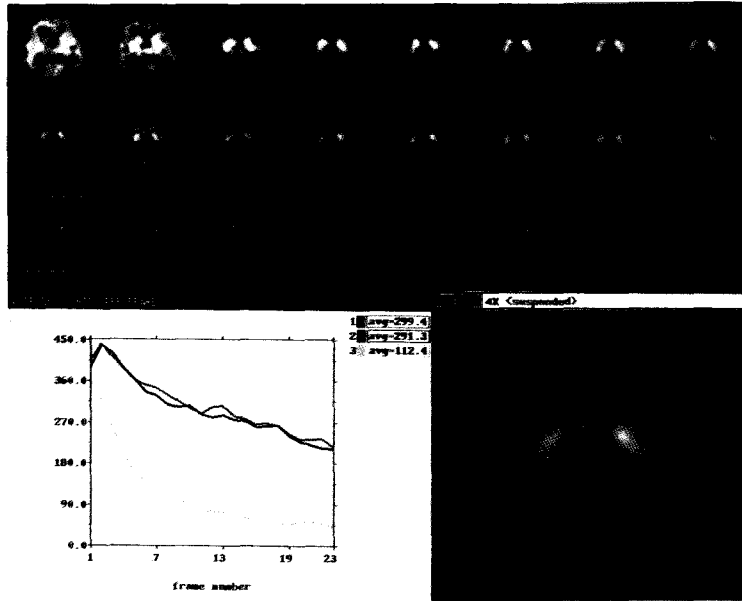 4X <suspended>
1 avg-299.4
2 avg-291.3
3 avg-112.4
450.0
360.0
270.0
180.0
90.0
0.0
1 7 13 19 23
frame number